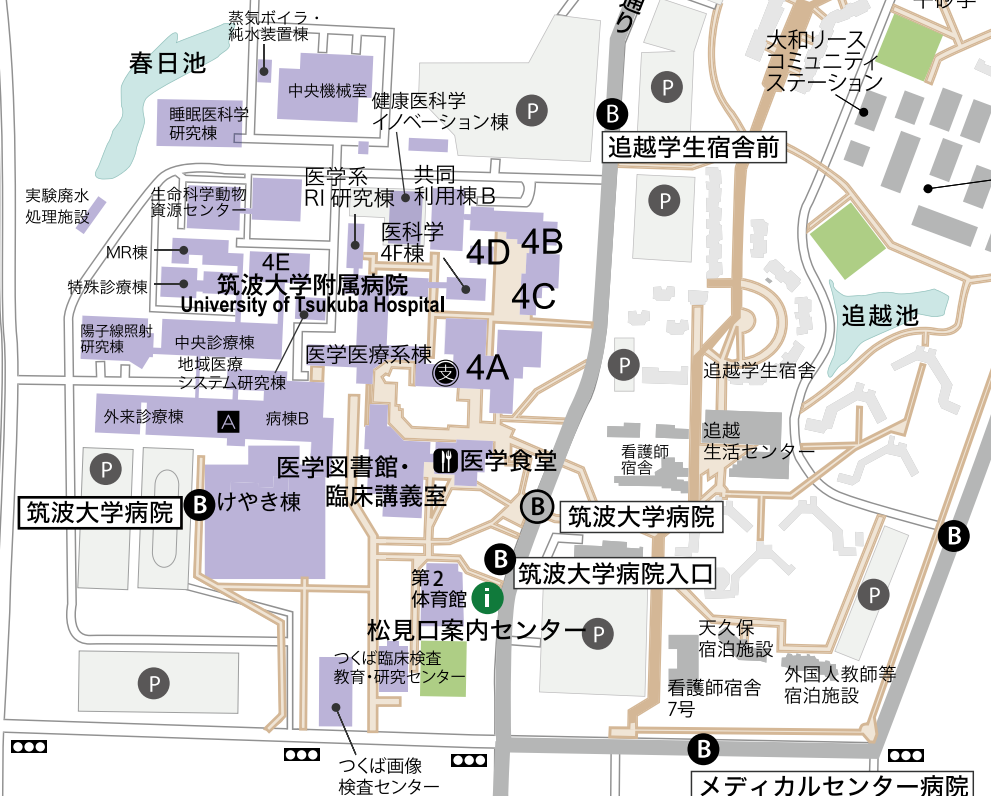 蒸気ボイラ・
純水装置棟
通り
春日池
中央機械室
健康医科学
イノベーション棟
P
P
B
大和リース
コミュニティ
ステーション
睡眠医科学
研究棟
追越学生宿舎前
実験廃水
処理施設
生命科学動物
資源センター
医学系
RI 研究棟
共同
利用棟B
P
医科学
4F棟
4D
4B
MR棟
4E
筑波大学附属病院
University of Tsukuba Hospital
特殊診療棟
4C
追越池
陽子線照射
研究棟
中央診療棟
地域医療
システム研究棟
医学医療系棟
支
4A
P
追越学生宿舎
外来診療棟
A
病棟B
追越
生活センター
看護師
宿舎
P
医学図書館・
臨床講義室
医学食堂
筑波大学病院
B
けやき棟
B
筑波大学病院
B
B
筑波大学病院入口
第2
体育館
i
P
松見口案内センター
P
天久保
宿泊施設
つくば臨床検査
教育・研究センター
P
看護師宿舎
7号
外国人教師等
宿泊施設
つくば画像
検査センター
B
メディカルセンター病院